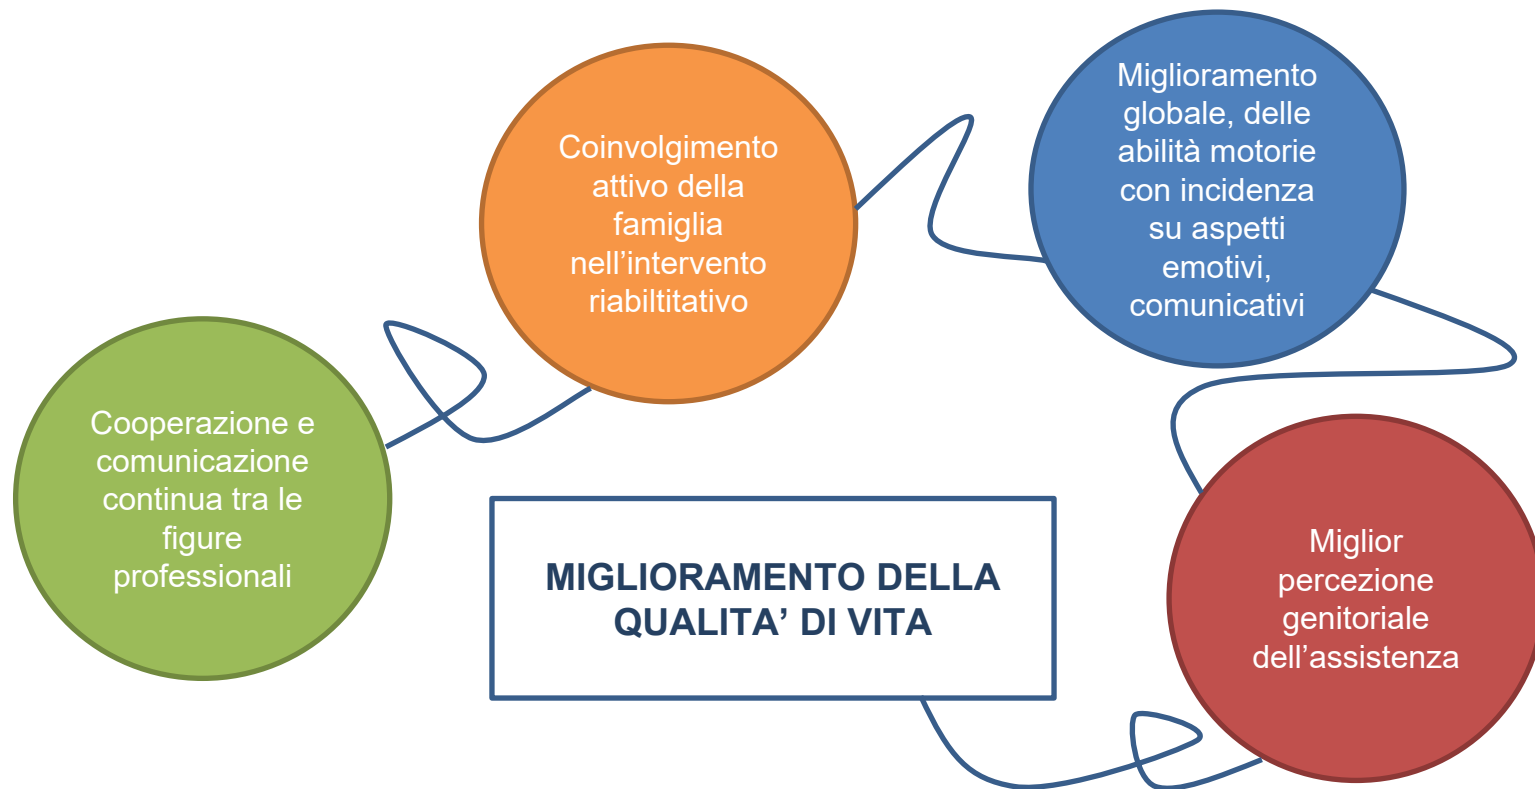 Cooperazione e
comunicazione
continua tra le
figure
professionali
Coinvolgimento
attivo della
famiglia
nell’intervento
riabiltitativo
Miglioramento
globale, delle
abilità motorie
con incidenza
su aspetti
emotivi,
comunicativi
Miglior
percezione
genitoriale
dell’assistenza
MIGLIORAMENTO DELLA
QUALITA’ DI VITA